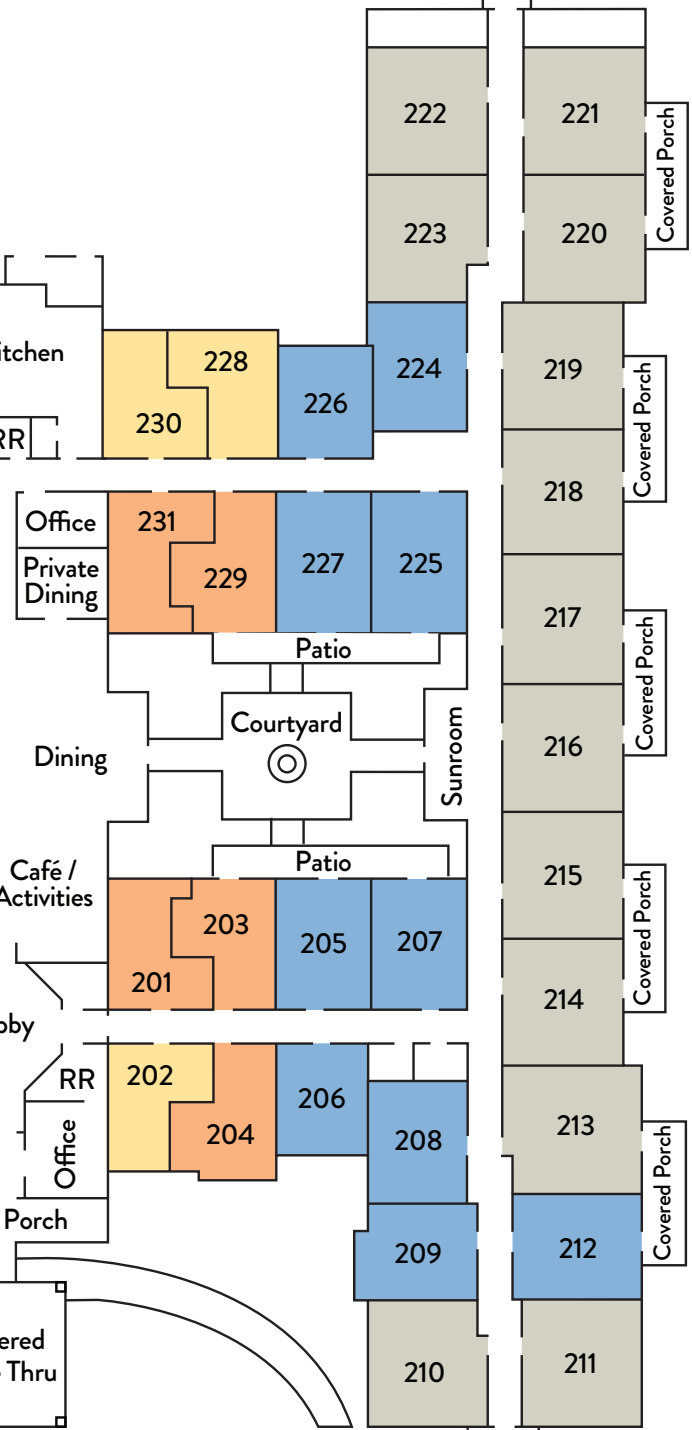 222
221
Covered Porch
223
220
itchen
228
224
219
226
230
Covered Porch
RR
218
Office
231
Private
Dining
229
227
225
217
Patio
Covered Porch
Courtyard
Dining
Sunroom
216
Patio
Café /
Activities
215
203
205
207
201
Covered Porch
214
bby
RR
202
206
204
208
213
Office
Covered Porch
Porch
209
212
ered
Thru
210
211